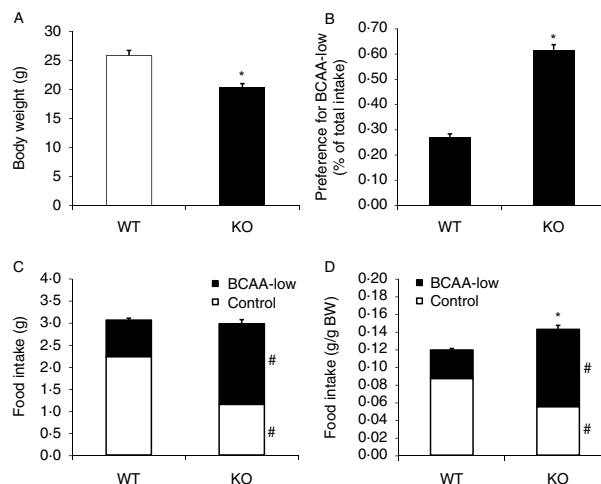 A
Body weight (g)
30
25
20
15
10
5
0
*
WT
KO
B
Preference for BCAA-low
(% of total intake)
0·70
0·60
0·50
0·40
0·30
0·20
0·10
0·00
*
WT
KO
C
Food intake (g)
4·0
3·5
3·0
2·5
2·0
1·5
1·0
0·5
0·0
BCAA-low
Control
#
#
WT
KO
D
Food intake (g/g BW)
0·20
0·18
0·16
0·14
0·12
0·10
0·08
0·06
0·04
0·02
0·00
BCAA-low
Control
*
#
#
WT
KO